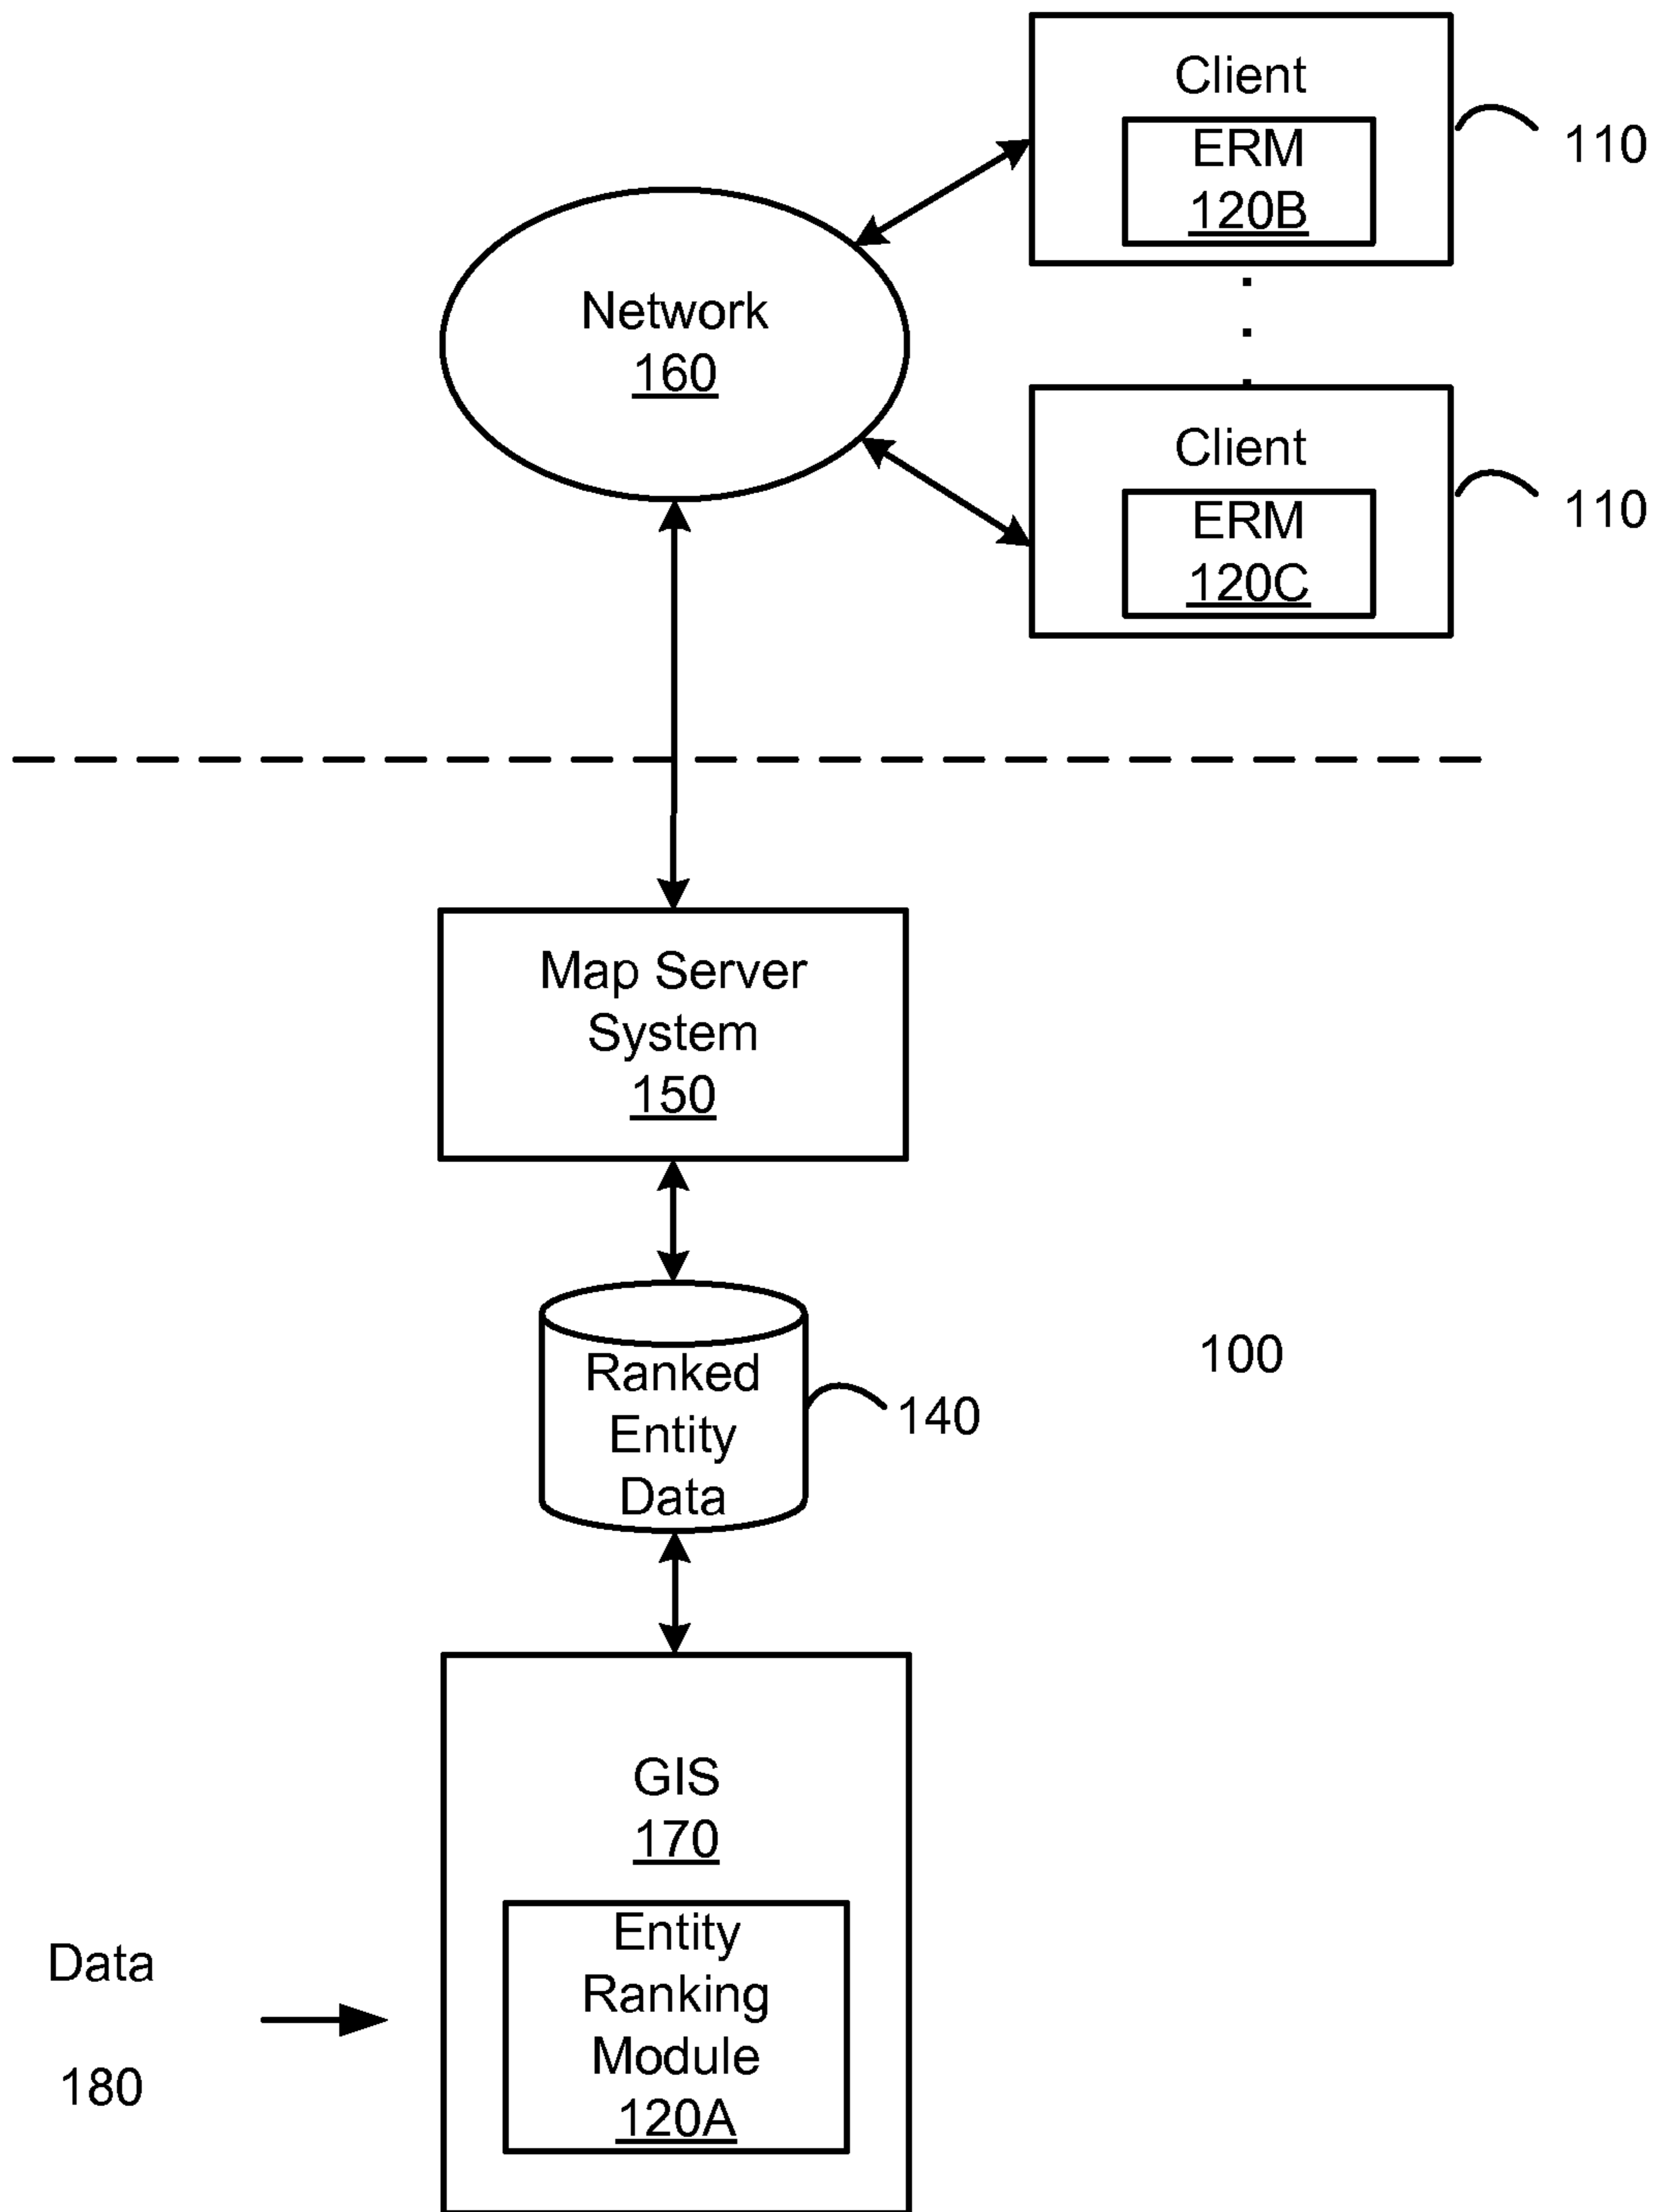 Client
ERM
120B
110
Network
160
Client
ERM
120C
110
Map Server
System
150
Ranked
Entity
Data
140
100
GIS
170
Entity
Ranking
Module
120A
Data
180